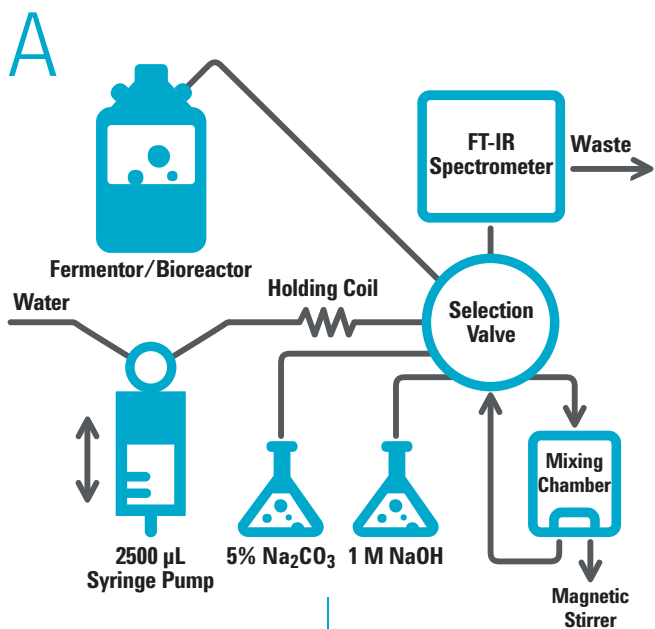 A
FT-IR
Spectrometer
Waste
Fermentor/Bioreactor
Water
Holding Coil
Selection
Valve
Mixing
Chamber
2500 µL
Syringe Pump
5% Na₂CO₃
1 M NaOH
Magnetic
Stirrer